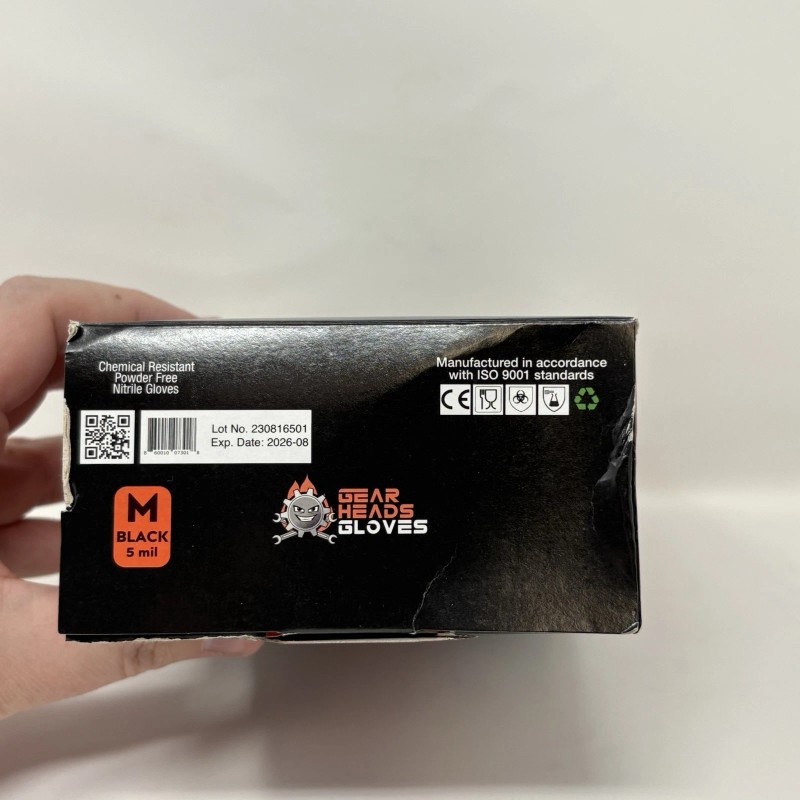 Chemical Resistant
Powder Free
Nitrile Gloves
Manufactured in accordance
with ISO 9001 standards
CE
Lot No. 230816501
Exp. Date: 2026-08
M
BLACK
5 mil
GEAR
HEADS
GLOVES